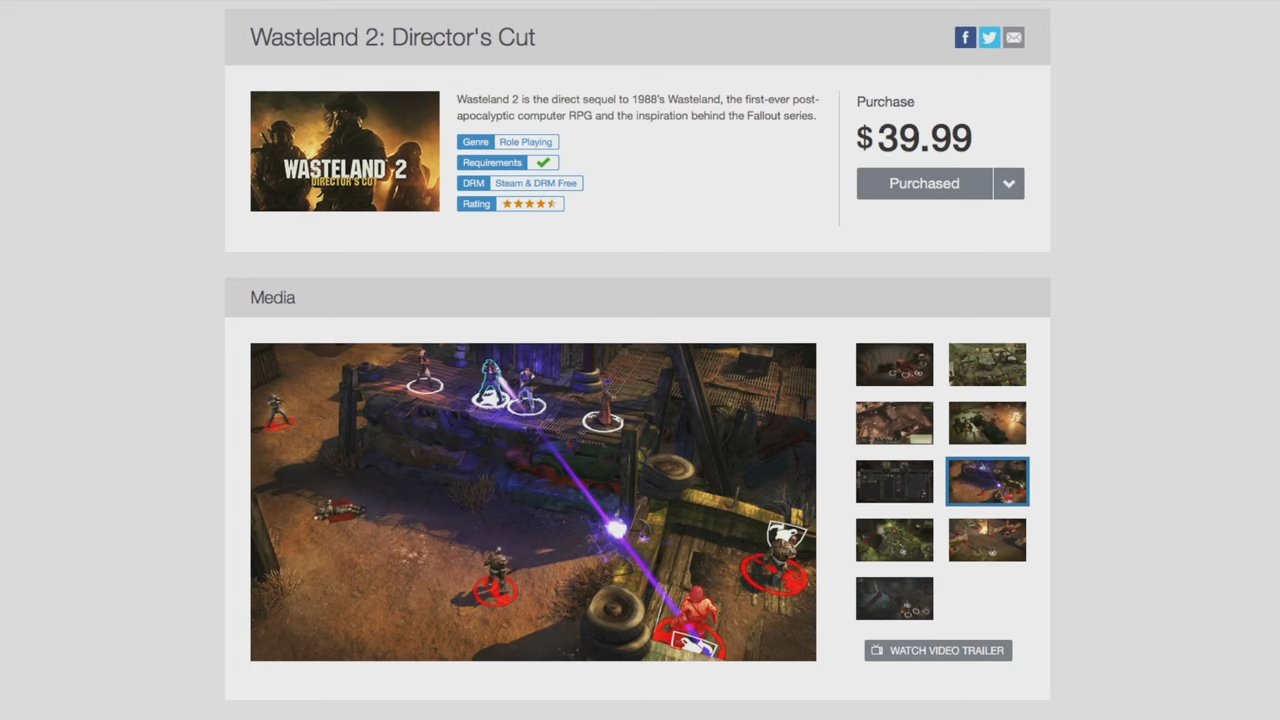 Wasteland 2: Director's Cut
WASTELAND 2
DIRECTOR'S CUT
Wasteland 2 is the direct sequel to 1988's Wasteland, the first-ever post-
apocalyptic computer RPG and the inspiration behind the Fallout series.
Genre Role Playing
Requirements
DRM Steam & DRM Free
Rating
Purchase
$39.99
Purchased
Media
WATCH VIDEO TRAILER